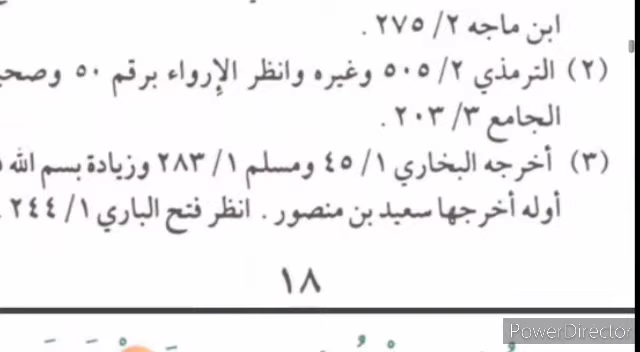 ابن ماجه ٢/ ٢٧٥ .
(٢) الترمذي ٢/ ٥٠٥ وغيره وانظر الإرواء برقم ٥٠
الجامع ٣/ ٢٠٣ .
(٣) أخرجه البخاري ١/ ٤٥ ومسلم ١/ ٢٨٣ وزيادة بسم الله
أوله أخرجها سعيد بن منصور . انظر فتح الباري ١/ ٢٤٤ .
١٨
PowerDirector